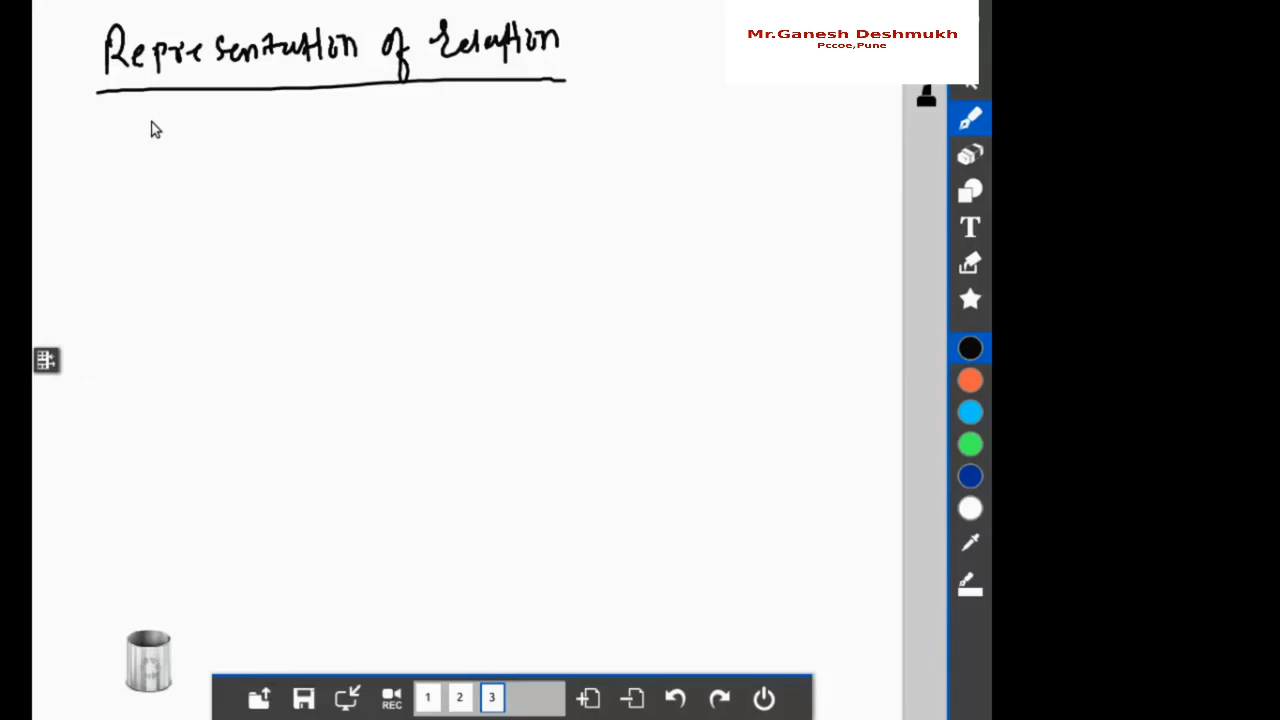 Representation of relation
Mr.Ganesh Deshmukh
Pccoe,Pune
T
REC
1 2 3